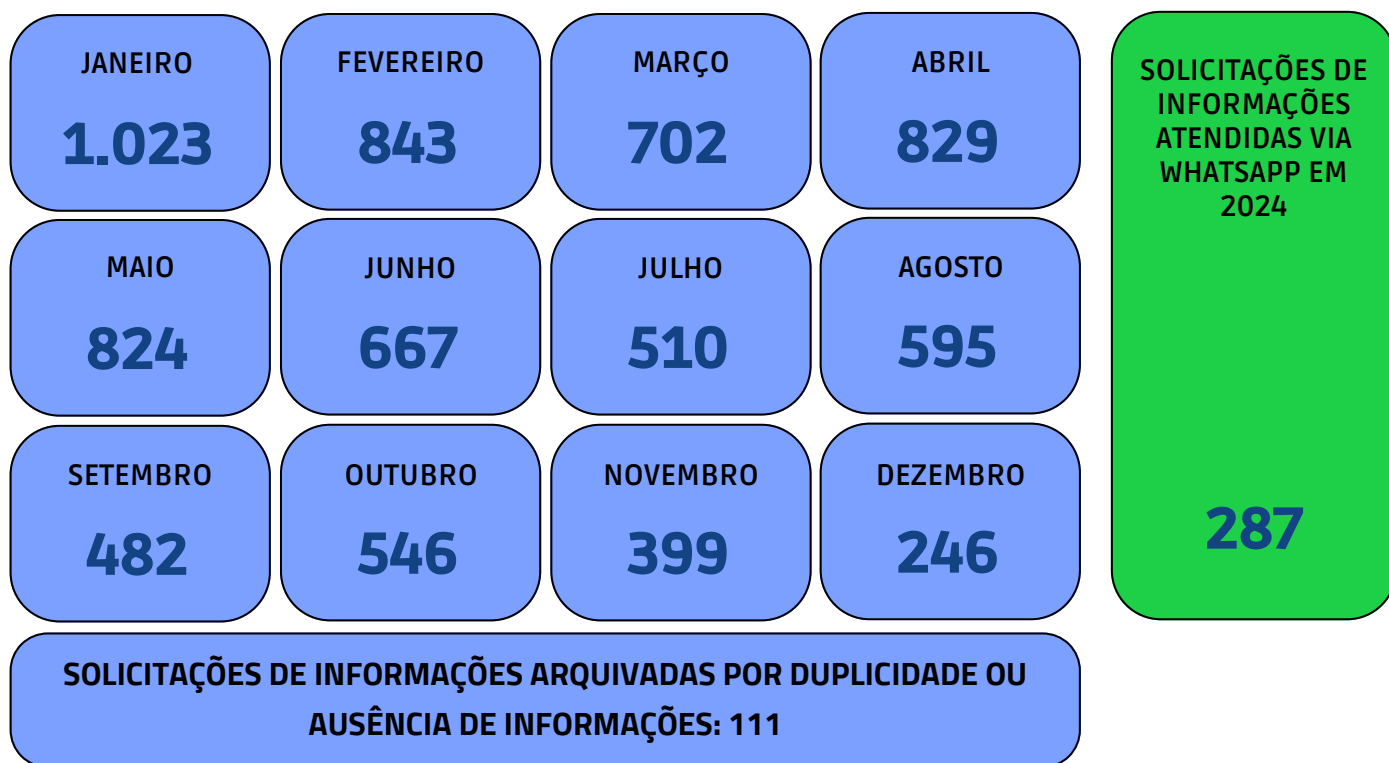 JANEIRO
1.023
FEVEREIRO
843
MARÇO
702
ABRIL
829
MAIO
824
JUNHO
667
JULHO
510
AGOSTO
595
SETEMBRO
482
OUTUBRO
546
NOVEMBRO
399
DEZEMBRO
246
SOLICITAÇÕES DE INFORMAÇÕES ARQUIVADAS POR DUPLICIDADE OU
AUSÊNCIA DE INFORMAÇÕES: 111
SOLICITAÇÕES DE
INFORMAÇÕES
ATENDIDAS VIA
WHATSAPP EM
2024
287